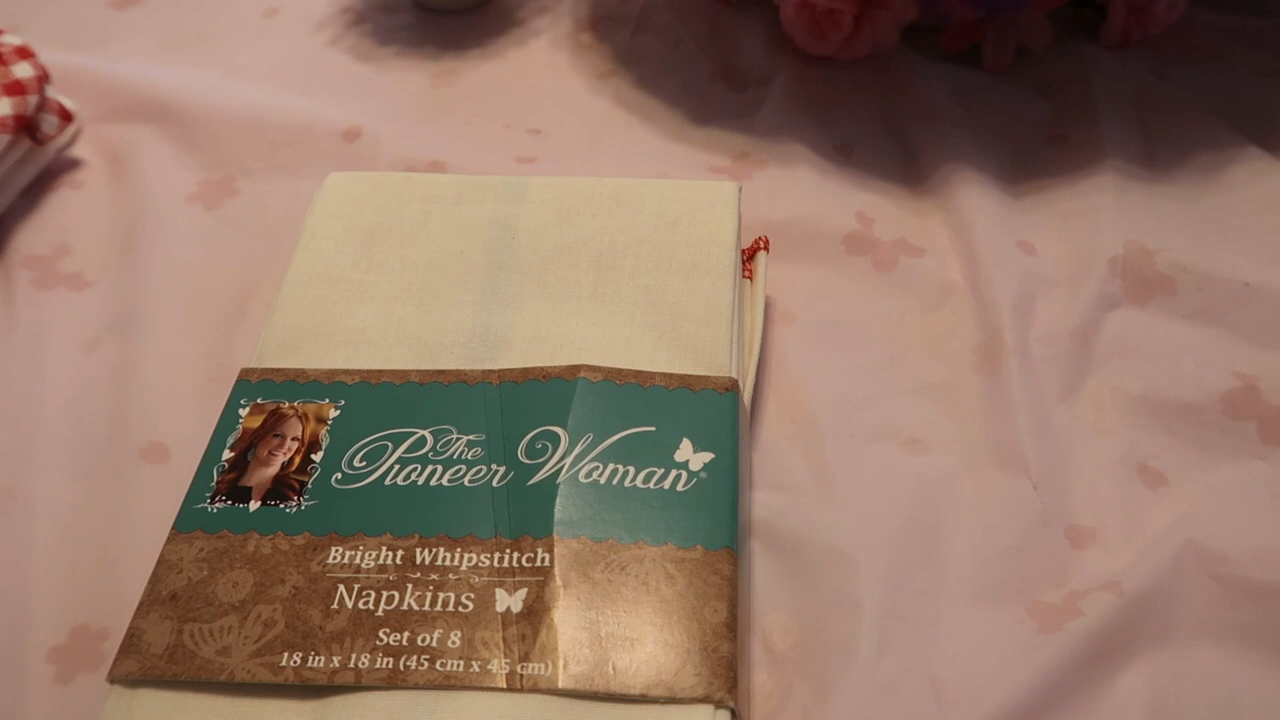 The
Pioneer Woman®
Bright Whipstitch
Napkins
Set of 8
18 in x 18 in (45 cm x 45 cm)